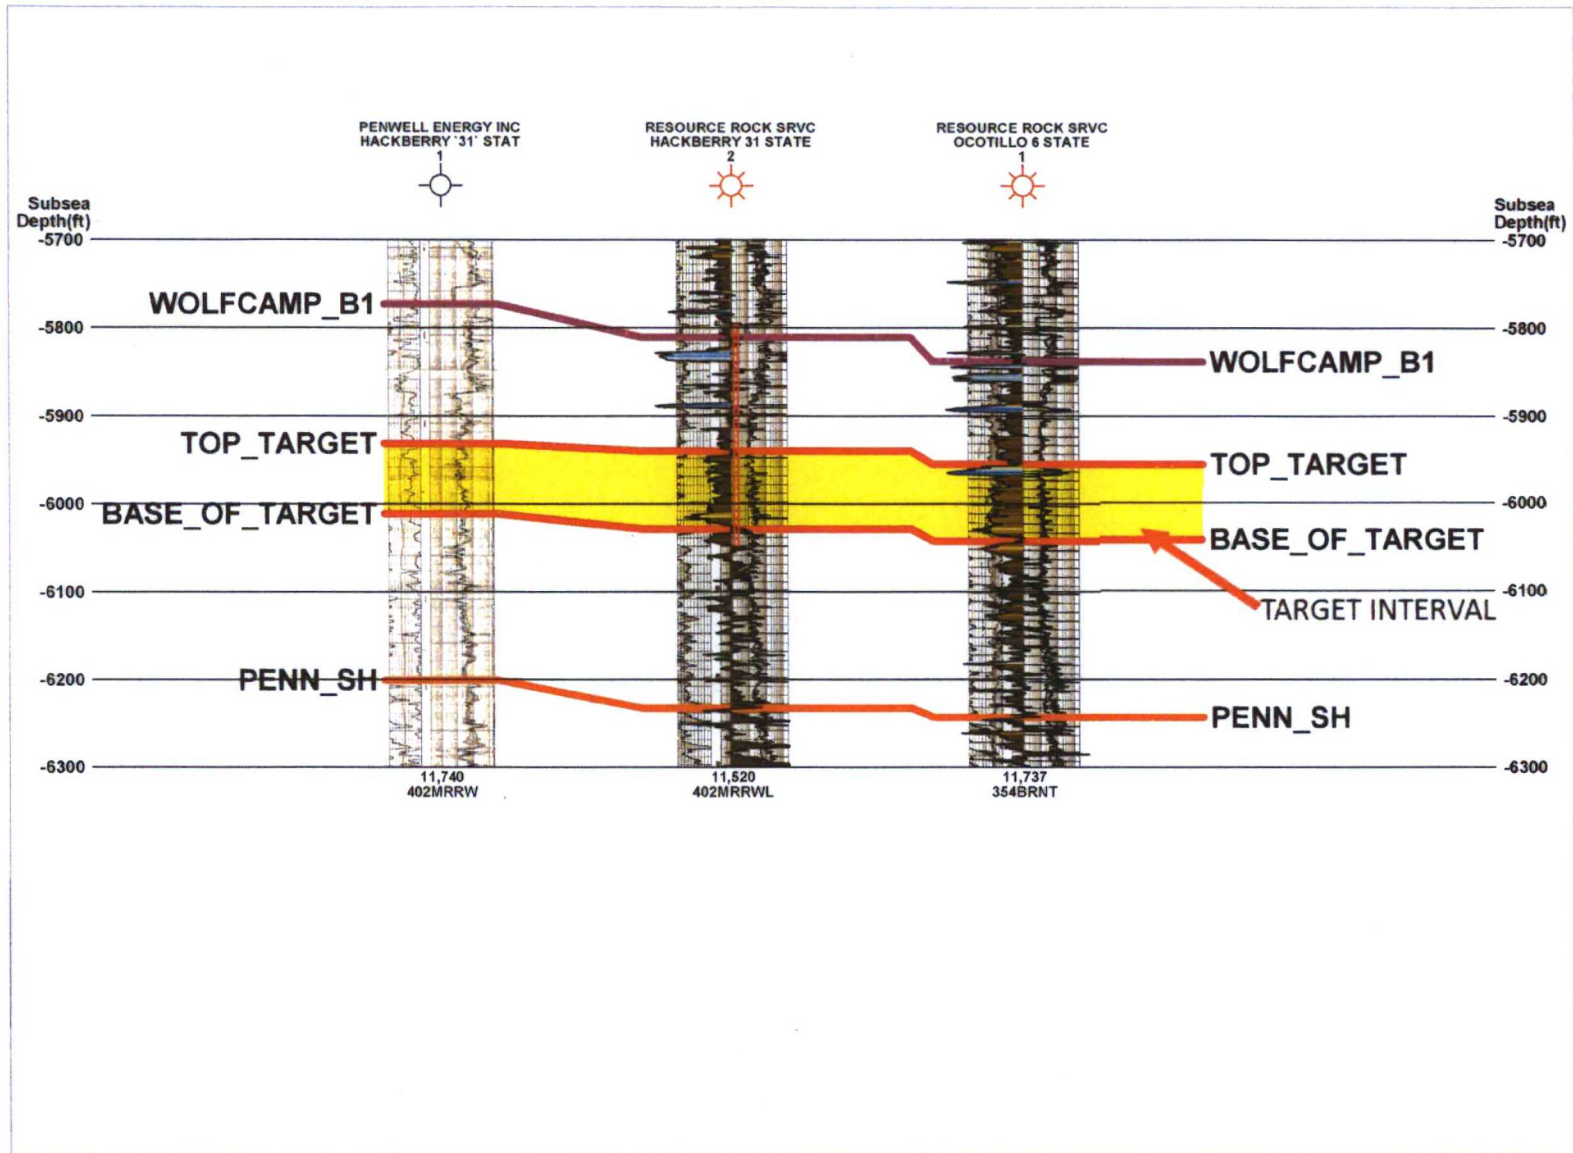 PENWELL ENERGY INC
HACKBERRY '31' STAT
1
RESOURCE ROCK SRVC
HACKBERRY 31 STATE
2
RESOURCE ROCK SRVC
OCOTILLO 6 STATE
1
Subsea
Depth(ft)
Subsea
Depth(ft)
-5700
-5700
WOLFCAMP_B1
-5800
-5800
WOLFCAMP_B1
-5900
-5900
TOP_TARGET
TOP_TARGET
-6000
-6000
BASE_OF_TARGET
BASE_OF_TARGET
-6100
-6100
TARGET INTERVAL
-6200
-6200
PENN_SH
PENN_SH
-6300
-6300
11,740
402MRRW
11,520
402MRRWL
11,737
354BRNT